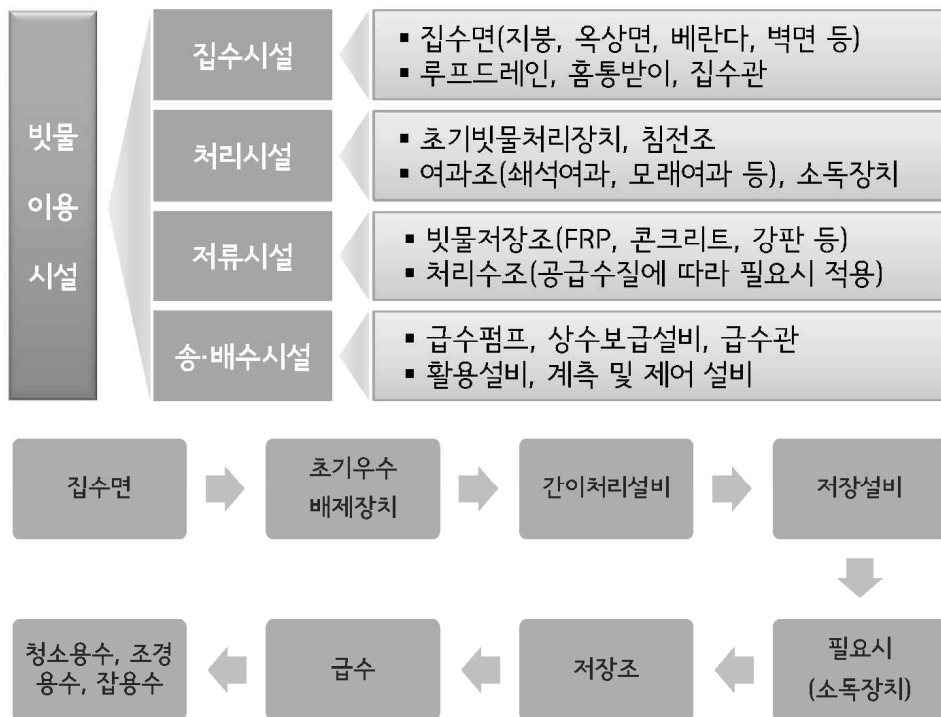 빗물
이용
시설
집수시설
▪ 집수면(지붕, 옥상면, 베란다, 벽면 등)
▪ 루프드레인, 홈통받이, 집수관
처리시설
▪ 초기빗물처리장치, 침전조
▪ 여과조(쇄석여과, 모래여과 등), 소독장치
저류시설
▪ 빗물저장조(FRP, 콘크리트, 강판 등)
▪ 처리수조(공급수질에 따라 필요시 적용)
송·배수시설
▪ 급수펌프, 상수보급설비, 급수관
▪ 활용설비, 계측 및 제어 설비
집수면
초기우수
배제장치
간이처리설비
저장설비
필요시
(소독장치)
저장조
급수
청소용수, 조경
용수, 잡용수